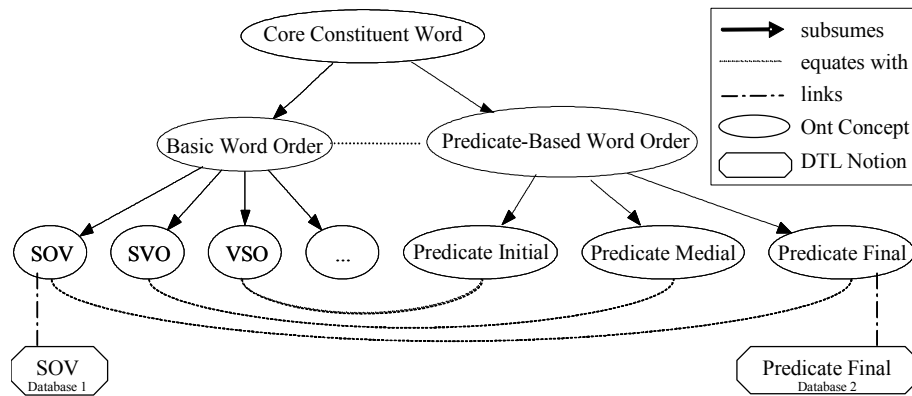 Core Constituent Word
subsumes
equates with
links
Ont Concept
DTL Notion
Basic Word Order
Predicate-Based Word Order
SOV
SVO
VSO
...
Predicate Initial
Predicate Medial
Predicate Final
SOV
Database 1
Predicate Final
Database 2